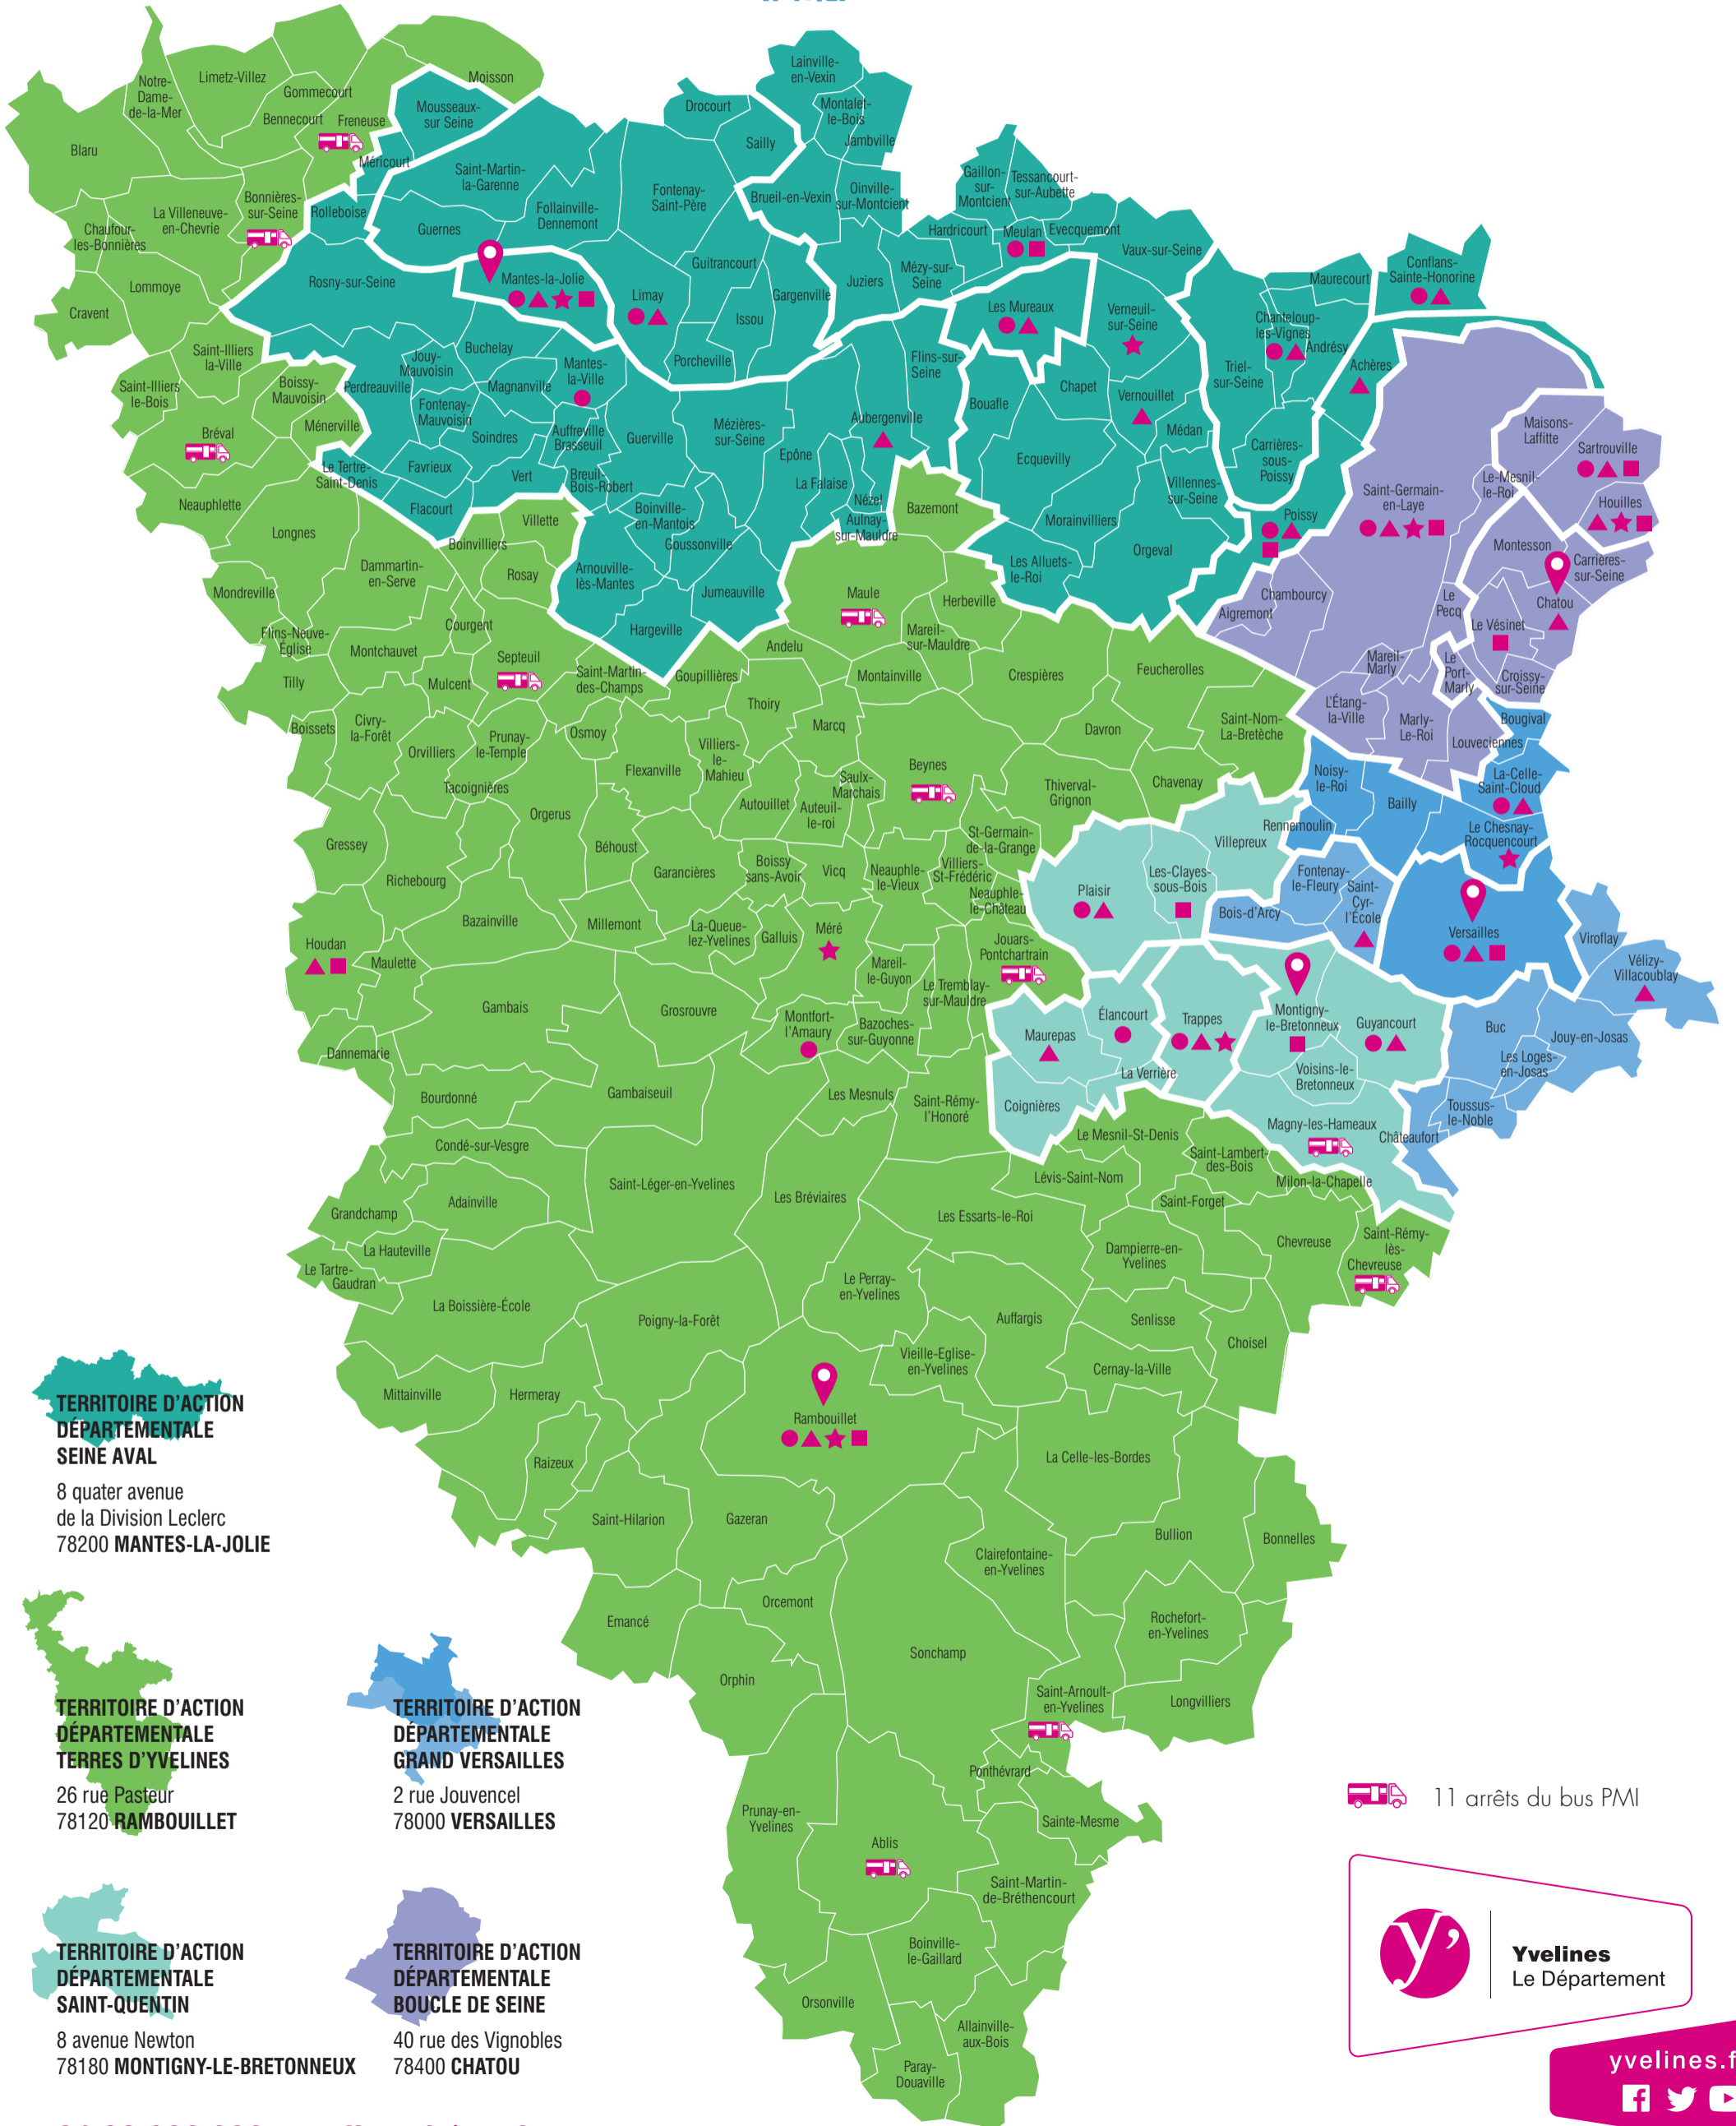 Lainville-
en-Vexin
Limetz-Villez
Notre-
Dame-
de-la-Mer
Gommecourt
Moisson
Drocourt
Montalet-
le-Bois
Mousseaux-
sur Seine
Bennecourt
Freneuse
Jambville
Sailly
Blaru
Méricourt
Saint-Martin-
la-Garenne
Gaillon-
sur-
Montcient
Tessancourt-
sur-Aubette
Fontenay-
Saint-Père
Brueil-en-Vexin
Oinville-
sur-Montcient
Bonnières-
sur-Seine
Rolleboise
La Villeneuve-
en-Chevrie
Follainville-
Dennemont
Chaufour-
les-Bonnières
Guernes
Hardricourt
Meulan
Evecquemont
Vaux-sur-Seine
Conflans-
Sainte-Honorine
Guitrancourt
Mézy-sur-
Seine
Maurecourt
Rosny-sur-Seine
Mantes-la-Jolie
Juziers
Lommoye
Limay
Gargenville
Cravent
Issou
Les Mureaux
Verneuil-
sur-Seine
Chanteloup-
les-Vignes
Andrésy
Saint-Illiers
la-Ville
Buchelay
Jouy-
Mauvoisin
Mantes-
la-Ville
Porcheville
Flins-sur-
Seine
Triel-
sur-Seine
Achères
Saint-Illiers
le-Bois
Boissy-
Mauvoisin
Perdreauville
Magnanville
Chapet
Vernouillet
Fontenay-
Mauvoisin
Bouafle
Aubergenville
Ménerville
Bréval
Soindres
Auffreville
Brasseuil
Guerville
Mézières-
sur-Seine
Médan
Maisons-
Laffitte
Sartrouville
Epône
Ecquevilly
Carrières-
sous-
Poissy
Le Tertre-
Saint-Denis
Favrieux
Vert
Breuil-
Bois-Robert
La Falaise
Villennes-
sur-Seine
Saint-Germain-
en-Laye
Le-Mesnil-
le-Roi
Houilles
Neauphlette
Flacourt
Nézel
Boinville-
en-Mantois
Bazemont
Morainvilliers
Poissy
Longnes
Villette
Aulnay-
sur-Mauldre
Boinvilliers
Goussonville
Orgeval
Montesson
Carrières-
sur-Seine
Dammartin-
en-Serve
Rosay
Arnouville-
lès-Mantes
Les Alluets-
le-Roi
Mondreville
Jumeauville
Maule
Herbeville
Chambourcy
Le
Pecq
Chatou
Aigremont
Flins-Neuve-
Église
Courgent
Hargeville
Mareil-
sur-Mauldre
Le Vésinet
Montchauvet
Septeuil
Andelu
Tilly
Mulcent
Saint-Martin-
des-Champs
Goupillières
Montainville
Crespières
Feucherolles
Mareil-
Marly
Le
Port-
Marly
Croissy-
sur-Seine
Thoiry
L'Étang-
la-Ville
Marly-
Le-Roi
Bougival
Boissets
Civry-
la-Forêt
Orvilliers
Prunay-
le-Temple
Osmoy
Marcq
Davron
Saint-Nom-
La-Bretèche
Louveciennes
Flexanville
Villiers-
le-
Mahieu
Beynes
Tacoignières
Saulx-
Marchais
Thiverval-
Grignon
Chavenay
Noisy-
le-Roi
La-Celle-
Saint-Cloud
Bailly
Orgerus
Autouillet
Auteuil-
le-roi
Rennemoulin
Le Chesnay-
Rocquencourt
Gressey
Béhoust
St-Germain-
de-la-Grange
Villepreux
Richebourg
Garancières
Boissy
sans-Avoir
Vicq
Neauphle-
le-Vieux
Villiers-
St-Frédéric
Les-Clayes-
sous-Bois
Fontenay-
le-Fleury
Saint-
Cyr-
l'École
Plaisir
Neauphle-
le-Château
Bazainville
Millemont
La-Queue-
lez-Yvelines
Galluis
Méré
Bois-d'Arcy
Versailles
Viroflay
Houdan
Jouars-
Pontchartrain
Maulette
Mareil-
le-Guyon
Vélizy-
Villacoublay
Gambais
Grosrouvre
Le Tremblay-
sur-Mauldre
Montfort-
l'Amaury
Bazoches-
sur-Guyonne
Élancourt
Trappes
Montigny-
le-Bretonneux
Guyancourt
Buc
Jouy-en-Josas
Maurepas
Dannemarie
Les Loges-
en-Josas
La Verrière
Voisins-le-
Bretonneux
Bourdonné
Gambaiseuil
Les Mesnuls
Saint-Rémy-
l'Honoré
Coignières
Toussus-
le-Noble
Magny-les-Hameaux
Châteaufort
Condé-sur-Vesgre
Le Mesnil-St-Denis
Saint-Lambert-
des-Bois
Saint-Léger-en-Yvelines
Les Bréviaires
Lévis-Saint-Nom
Milon-la-Chapelle
Adainville
Saint-Forget
Grandchamp
Les Essarts-le-Roi
Saint-Rémy-
lès-
Chevreuse
La Hauteville
Dampierre-en-
Yvelines
Chevreuse
Le Tartre-
Gaudran
Le Perray-
en-Yvelines
La Boissière-École
Poigny-la-Forêt
Auffargis
Senlisse
Choisel
Vieille-Eglise-
en-Yvelines
Cernay-la-Ville
Mittainville
Hermeray
Rambouillet
Raizeux
La Celle-les-Bordes
Saint-Hilarion
Gazeran
Bullion
Bonnelles
Clairefontaine-
en-Yvelines
Orcemont
Emancé
Rochefort-
en-Yvelines
Sonchamp
Orphin
Saint-Arnoult-
en-Yvelines
Longvilliers
Ponthévrard
Prunay-en-
Yvelines
Sainte-Mesme
Ablis
Saint-Martin-
de-Bréthencourt
Boinville-
le-Gaillard
Orsonville
Allainville-
aux-Bois
Paray-
Douaville
TERRITOIRE D'ACTION
DÉPARTEMENTALE
SEINE AVAL
8 quater avenue
de la Division Leclerc
78200 MANTES-LA-JOLIE
TERRITOIRE D'ACTION
DÉPARTEMENTALE
TERRES D'YVELINES
26 rue Pasteur
78120 RAMBOUILLET
TERRITOIRE D'ACTION
DÉPARTEMENTALE
GRAND VERSAILLES
2 rue Jouvencel
78000 VERSAILLES
TERRITOIRE D'ACTION
DÉPARTEMENTALE
SAINT-QUENTIN
8 avenue Newton
78180 MONTIGNY-LE-BRETONNEUX
TERRITOIRE D'ACTION
DÉPARTEMENTALE
BOUCLE DE SEINE
40 rue des Vignobles
78400 CHATOU
11 arrêts du bus PMI
y'
Yvelines
Le Département
yvelines.f